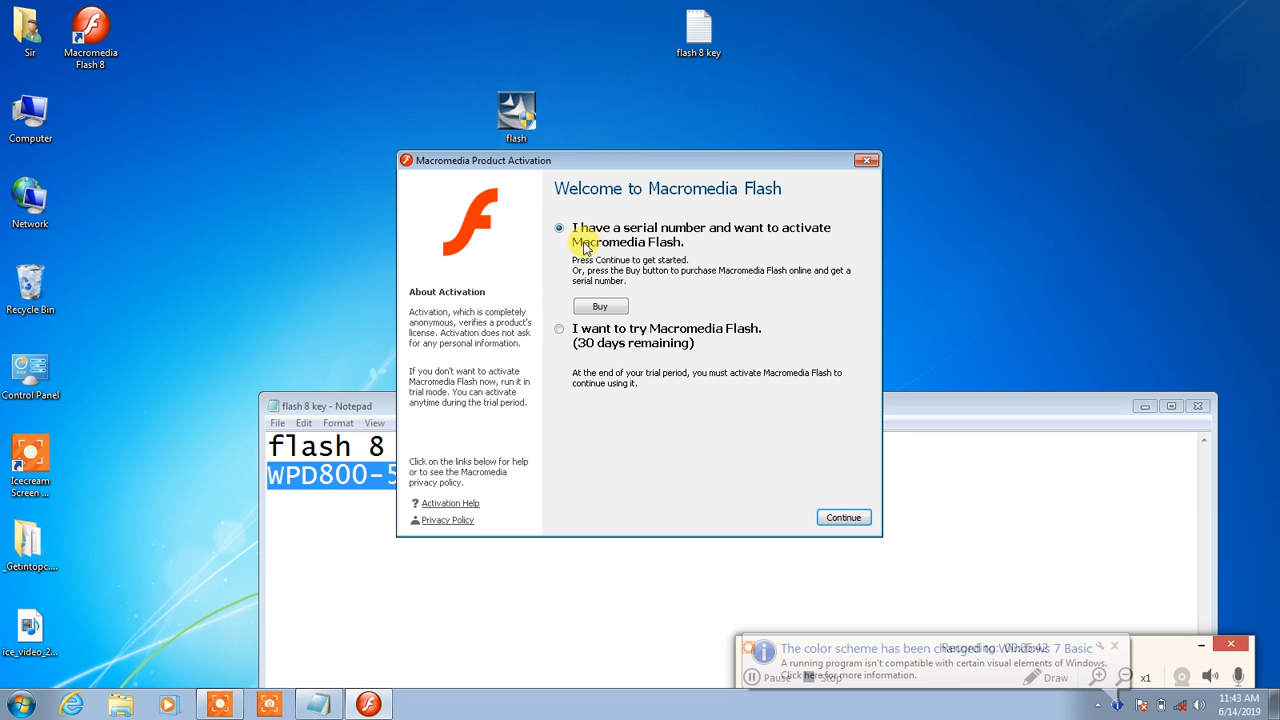 Sir
Macromedia
Flash 8
flash 8 key
flash
Computer
Network
Recycle Bin
Control Panel
Icecream
Screen ...
_Getintopc....
ice_video_2...
Macromedia Product Activation
Welcome to Macromedia Flash
I have a serial number and want to activate
Macromedia Flash.
Press Continue to get started.
Or, press the Buy button to purchase Macromedia Flash online and get a
serial number.
Buy
I want to try Macromedia Flash.
(30 days remaining)
At the end of your trial period, you must activate Macromedia Flash to
continue using it.
About Activation
Activation, which is completely
anonymous, verifies a product's
license. Activation does not ask
for any personal information.
If you don't want to activate
Macromedia Flash now, run it in
trial mode. You can activate
anytime during the trial period.
Click on the links below for help
or to see the Macromedia
privacy policy.
? Activation Help
Privacy Policy
Continue
flash 8 key - Notepad
File Edit Format View
flash 8
WPD800-5
The color scheme has been changed to Windows 7 Basic
Recording: 00:05:42
A running program isn't compatible with certain visual elements of Windows.
Click here for more information.
Pause Stop
Draw
x1
11:43 AM
6/14/2019